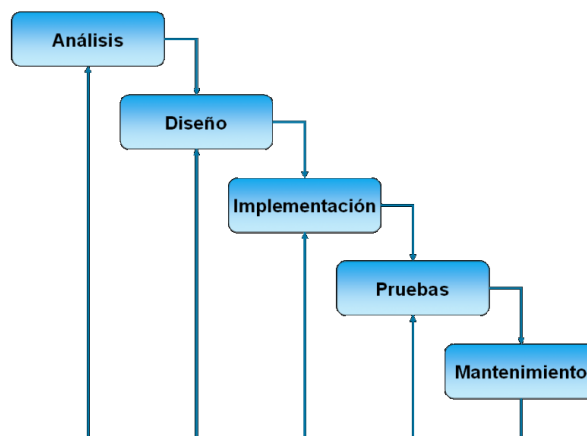 Análisis
Diseño
Implementación
Pruebas
Mantenimiento